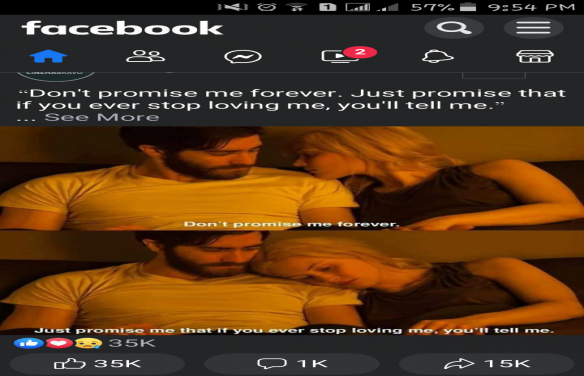 57% 9:54 PM
1
facebook
2
“Don't promise me forever. Just promise that
if you ever stop loving me, you'll tell me.”
... See More
Don't promise me forever.
Just promise me that if you ever stop loving me, you'll tell me.
35K
35K 1K 15K